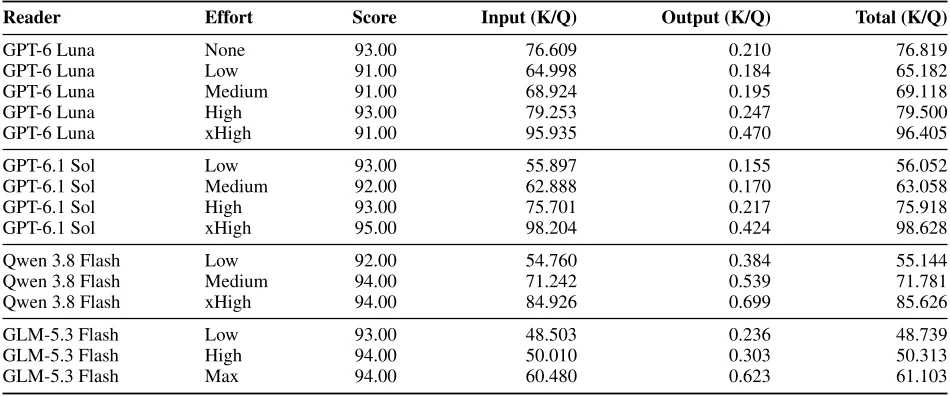 Reader Effort Score Input (K/Q) Output (K/Q) Total (K/Q)
GPT-6 Luna None 93.00 76.609 0.210 76.819
GPT-6 Luna Low 91.00 64.998 0.184 65.182
GPT-6 Luna Medium 91.00 68.924 0.195 69.118
GPT-6 Luna High 93.00 79.253 0.247 79.500
GPT-6 Luna xHigh 91.00 95.935 0.470 96.405
GPT-6.1 Sol Low 93.00 55.897 0.155 56.052
GPT-6.1 Sol Medium 92.00 62.888 0.170 63.058
GPT-6.1 Sol High 93.00 75.701 0.217 75.918
GPT-6.1 Sol xHigh 95.00 98.204 0.424 98.628
Qwen 3.8 Flash Low 92.00 54.760 0.384 55.144
Qwen 3.8 Flash Medium 94.00 71.242 0.539 71.781
Qwen 3.8 Flash xHigh 94.00 84.926 0.699 85.626
GLM-5.3 Flash Low 93.00 48.503 0.236 48.739
GLM-5.3 Flash High 94.00 50.010 0.303 50.313
GLM-5.3 Flash Max 94.00 60.480 0.623 61.103